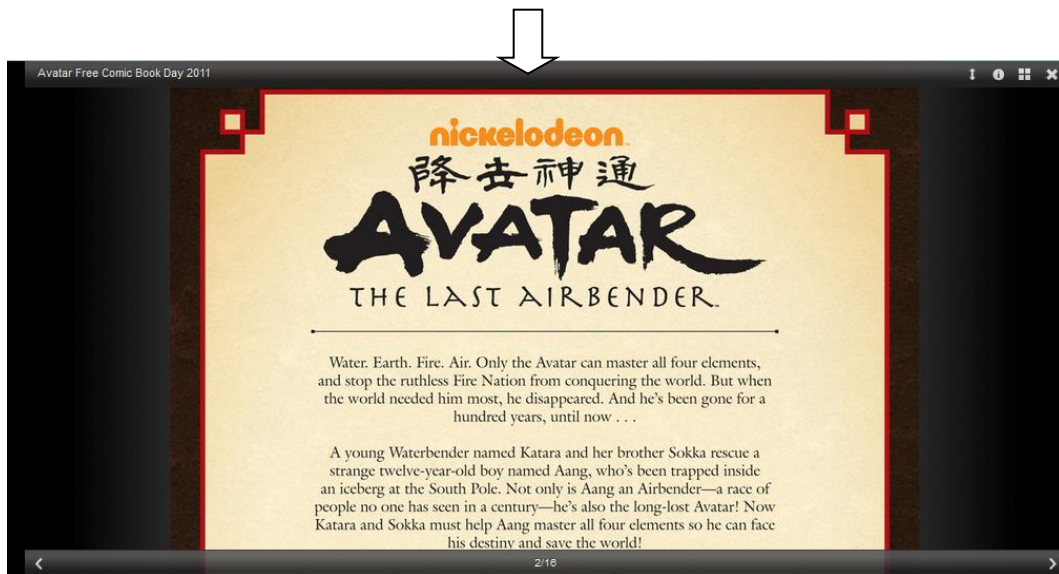 Avatar Free Comic Book Day 2011
nickelodeon
降世神通
AVATAR
THE LAST AIRBENDER™
Water. Earth. Fire. Air. Only the Avatar can master all four elements,
and stop the ruthless Fire Nation from conquering the world. But when
the world needed him most, he disappeared. And he’s been gone for a
hundred years, until now . . .
A young Waterbender named Katara and her brother Sokka rescue a
strange twelve-year-old boy named Aang, who’s been trapped inside
an iceberg at the South Pole. Not only is Aang an Airbender—a race of
people no one has seen in a century—he’s also the long-lost Avatar! Now
Katara and Sokka must help Aang master all four elements so he can face
his destiny and save the world!
2/16